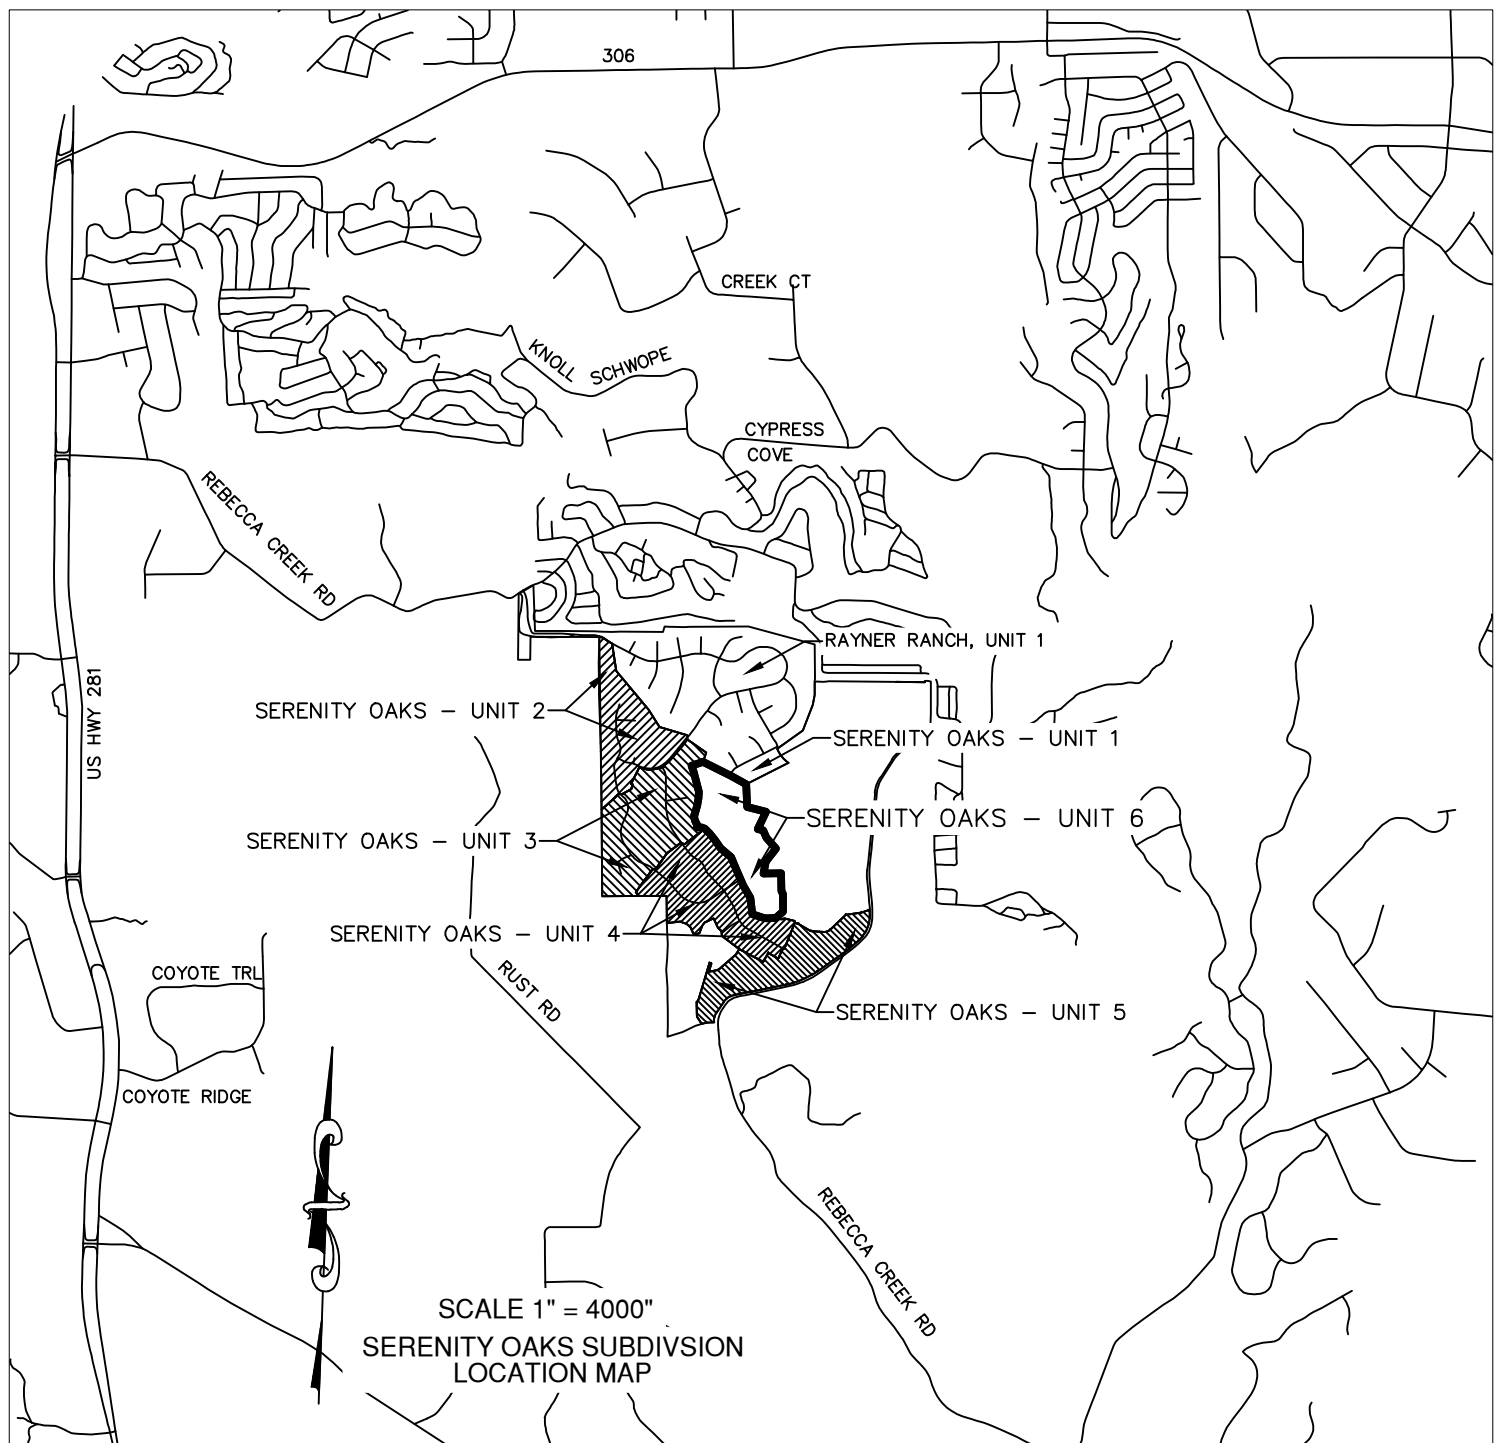 306
CREEK CT
KNOLL
SCHWOPE
CYPRESS
COVE
REBECCA CREEK RD
RAYNER RANCH, UNIT 1
US HWY 281
SERENITY OAKS – UNIT 2
SERENITY OAKS – UNIT 1
SERENITY OAKS – UNIT 6
SERENITY OAKS – UNIT 3
SERENITY OAKS – UNIT 4
COYOTE TRL
RUST RD
SERENITY OAKS – UNIT 5
COYOTE RIDGE
REBECCA CREEK RD
SCALE 1" = 4000"
SERENITY OAKS SUBDIVSION
LOCATION MAP